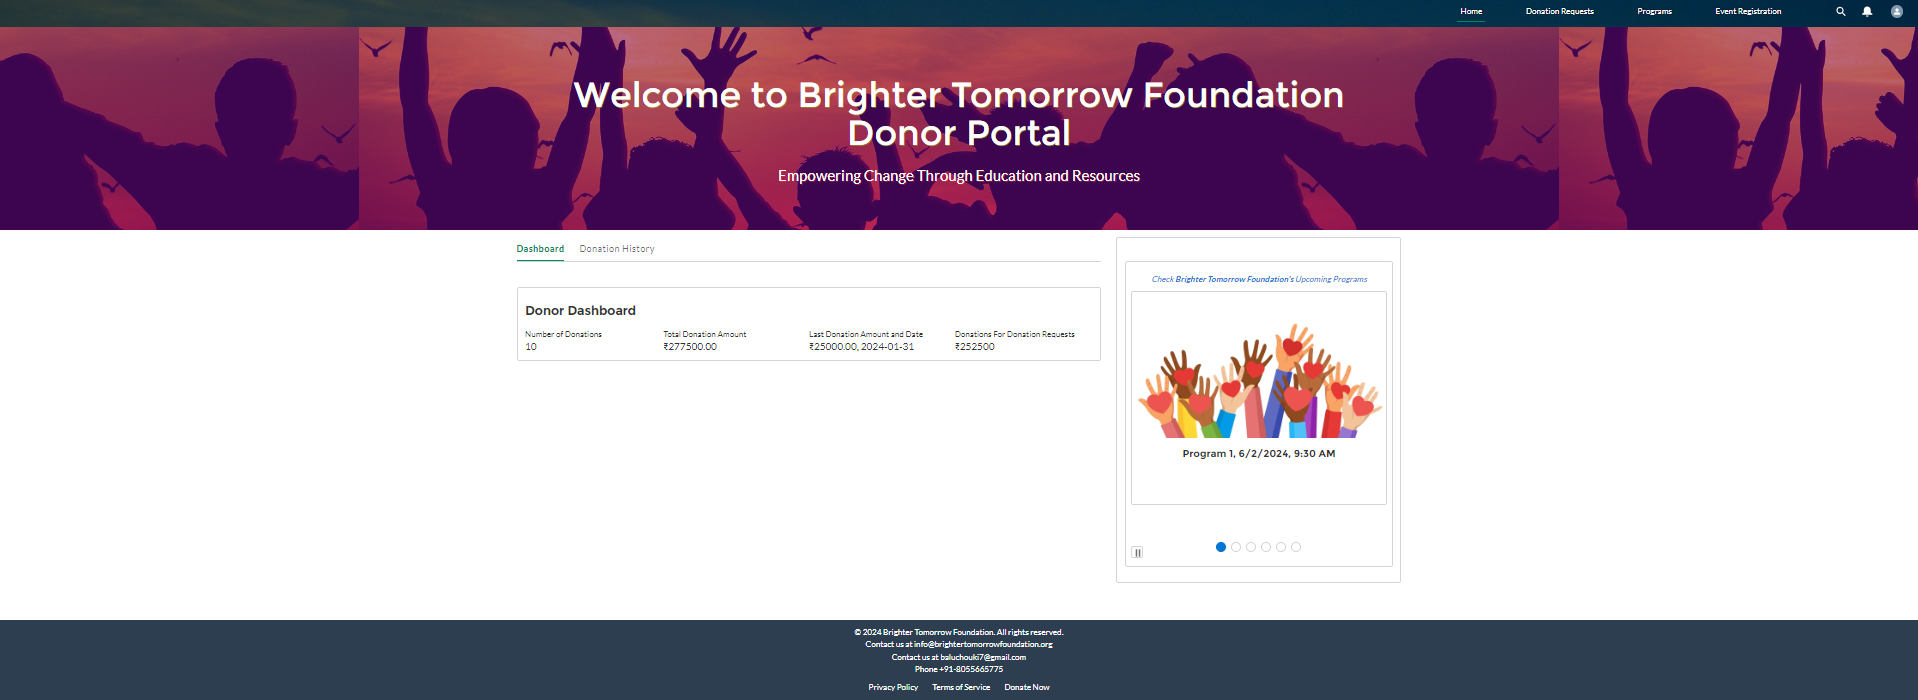 Home Donation Requests Programs Event Registration
Welcome to Brighter Tomorrow Foundation
Donor Portal
Empowering Change Through Education and Resources
Dashboard Donation History
Donor Dashboard
Number of Donations Total Donation Amount Last Donation Amount and Date Donations For Donation Requests
10 ₹277500.00 ₹25000.00, 2024-01-31 ₹252500
Check Brighter Tomorrow Foundation's Upcoming Programs
Program 1, 6/2/2024, 9:30 AM
© 2024 Brighter Tomorrow Foundation. All rights reserved.
Contact us at info@brightertomorrowfoundation.org
Contact us at baluchouki7@gmail.com
Phone +91-8055665775
Privacy Policy Terms of Service Donate Now